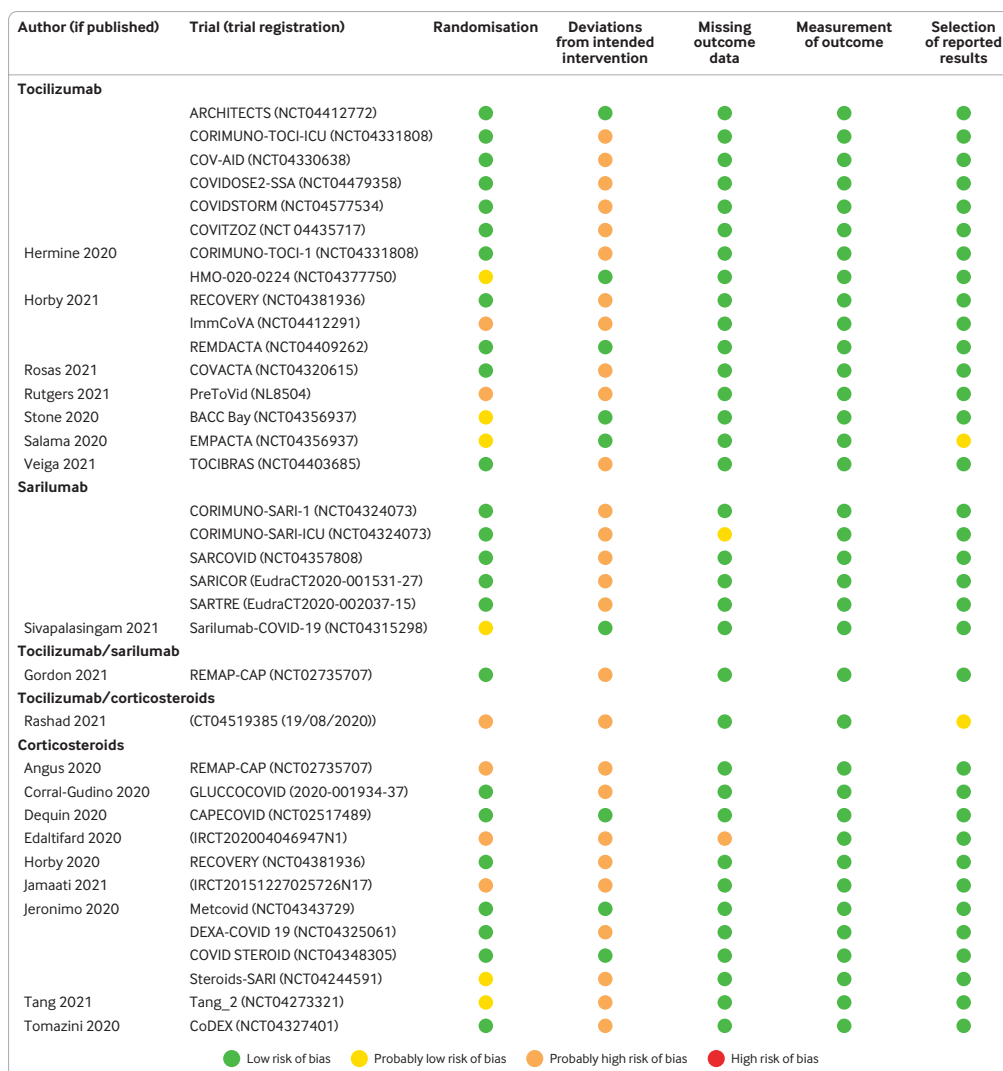 Author (if published) Trial (trial registration) Randomisation Deviations from intended intervention Missing outcome data Measurement of outcome Selection of reported results
Tocilizumab
ARCHITECTS (NCT04412772)
CORIMUNO-TOCI-ICU (NCT04331808)
COV-AID (NCT04330638)
COVIDOSE2-SSA (NCT04479358)
COVIDSTORM (NCT04577534)
COVITZOZ (NCT 04435717)
Hermine 2020 CORIMUNO-TOCI-1 (NCT04331808)
HMO-020-0224 (NCT04377750)
Horby 2021 RECOVERY (NCT04381936)
ImmCoVA (NCT04412291)
REMDACTA (NCT04409262)
Rosas 2021 COVACTA (NCT04320615)
Rutgers 2021 PreToVid (NL8504)
Stone 2020 BACC Bay (NCT04356937)
Salama 2020 EMPACTA (NCT04356937)
Veiga 2021 TOCIBRAS (NCT04403685)
Sarilumab
CORIMUNO-SARI-1 (NCT04324073)
CORIMUNO-SARI-ICU (NCT04324073)
SARCOVID (NCT04357808)
SARICOR (EudraCT2020-001531-27)
SARTRE (EudraCT2020-002037-15)
Sivapalasingam 2021 Sarilumab-COVID-19 (NCT04315298)
Tocilizumab/sarilumab
Gordon 2021 REMAP-CAP (NCT02735707)
Tocilizumab/corticosteroids
Rashad 2021 (CT04519385 (19/08/2020))
Corticosteroids
Angus 2020 REMAP-CAP (NCT02735707)
Corral-Gudino 2020 GLUCCOCOVID (2020-001934-37)
Dequin 2020 CAPECOVID (NCT02517489)
Edaltifard 2020 (IRCT202004046947N1)
Horby 2020 RECOVERY (NCT04381936)
Jamaati 2021 (IRCT20151227025726N17)
Jeronimo 2020 Metcovid (NCT04343729)
DEXA-COVID 19 (NCT04325061)
COVID STEROID (NCT04348305)
Steroids-SARI (NCT04244591)
Tang 2021 Tang_2 (NCT04273321)
Tomazini 2020 CoDEX (NCT04327401)
Low risk of bias Probably low risk of bias Probably high risk of bias High risk of bias